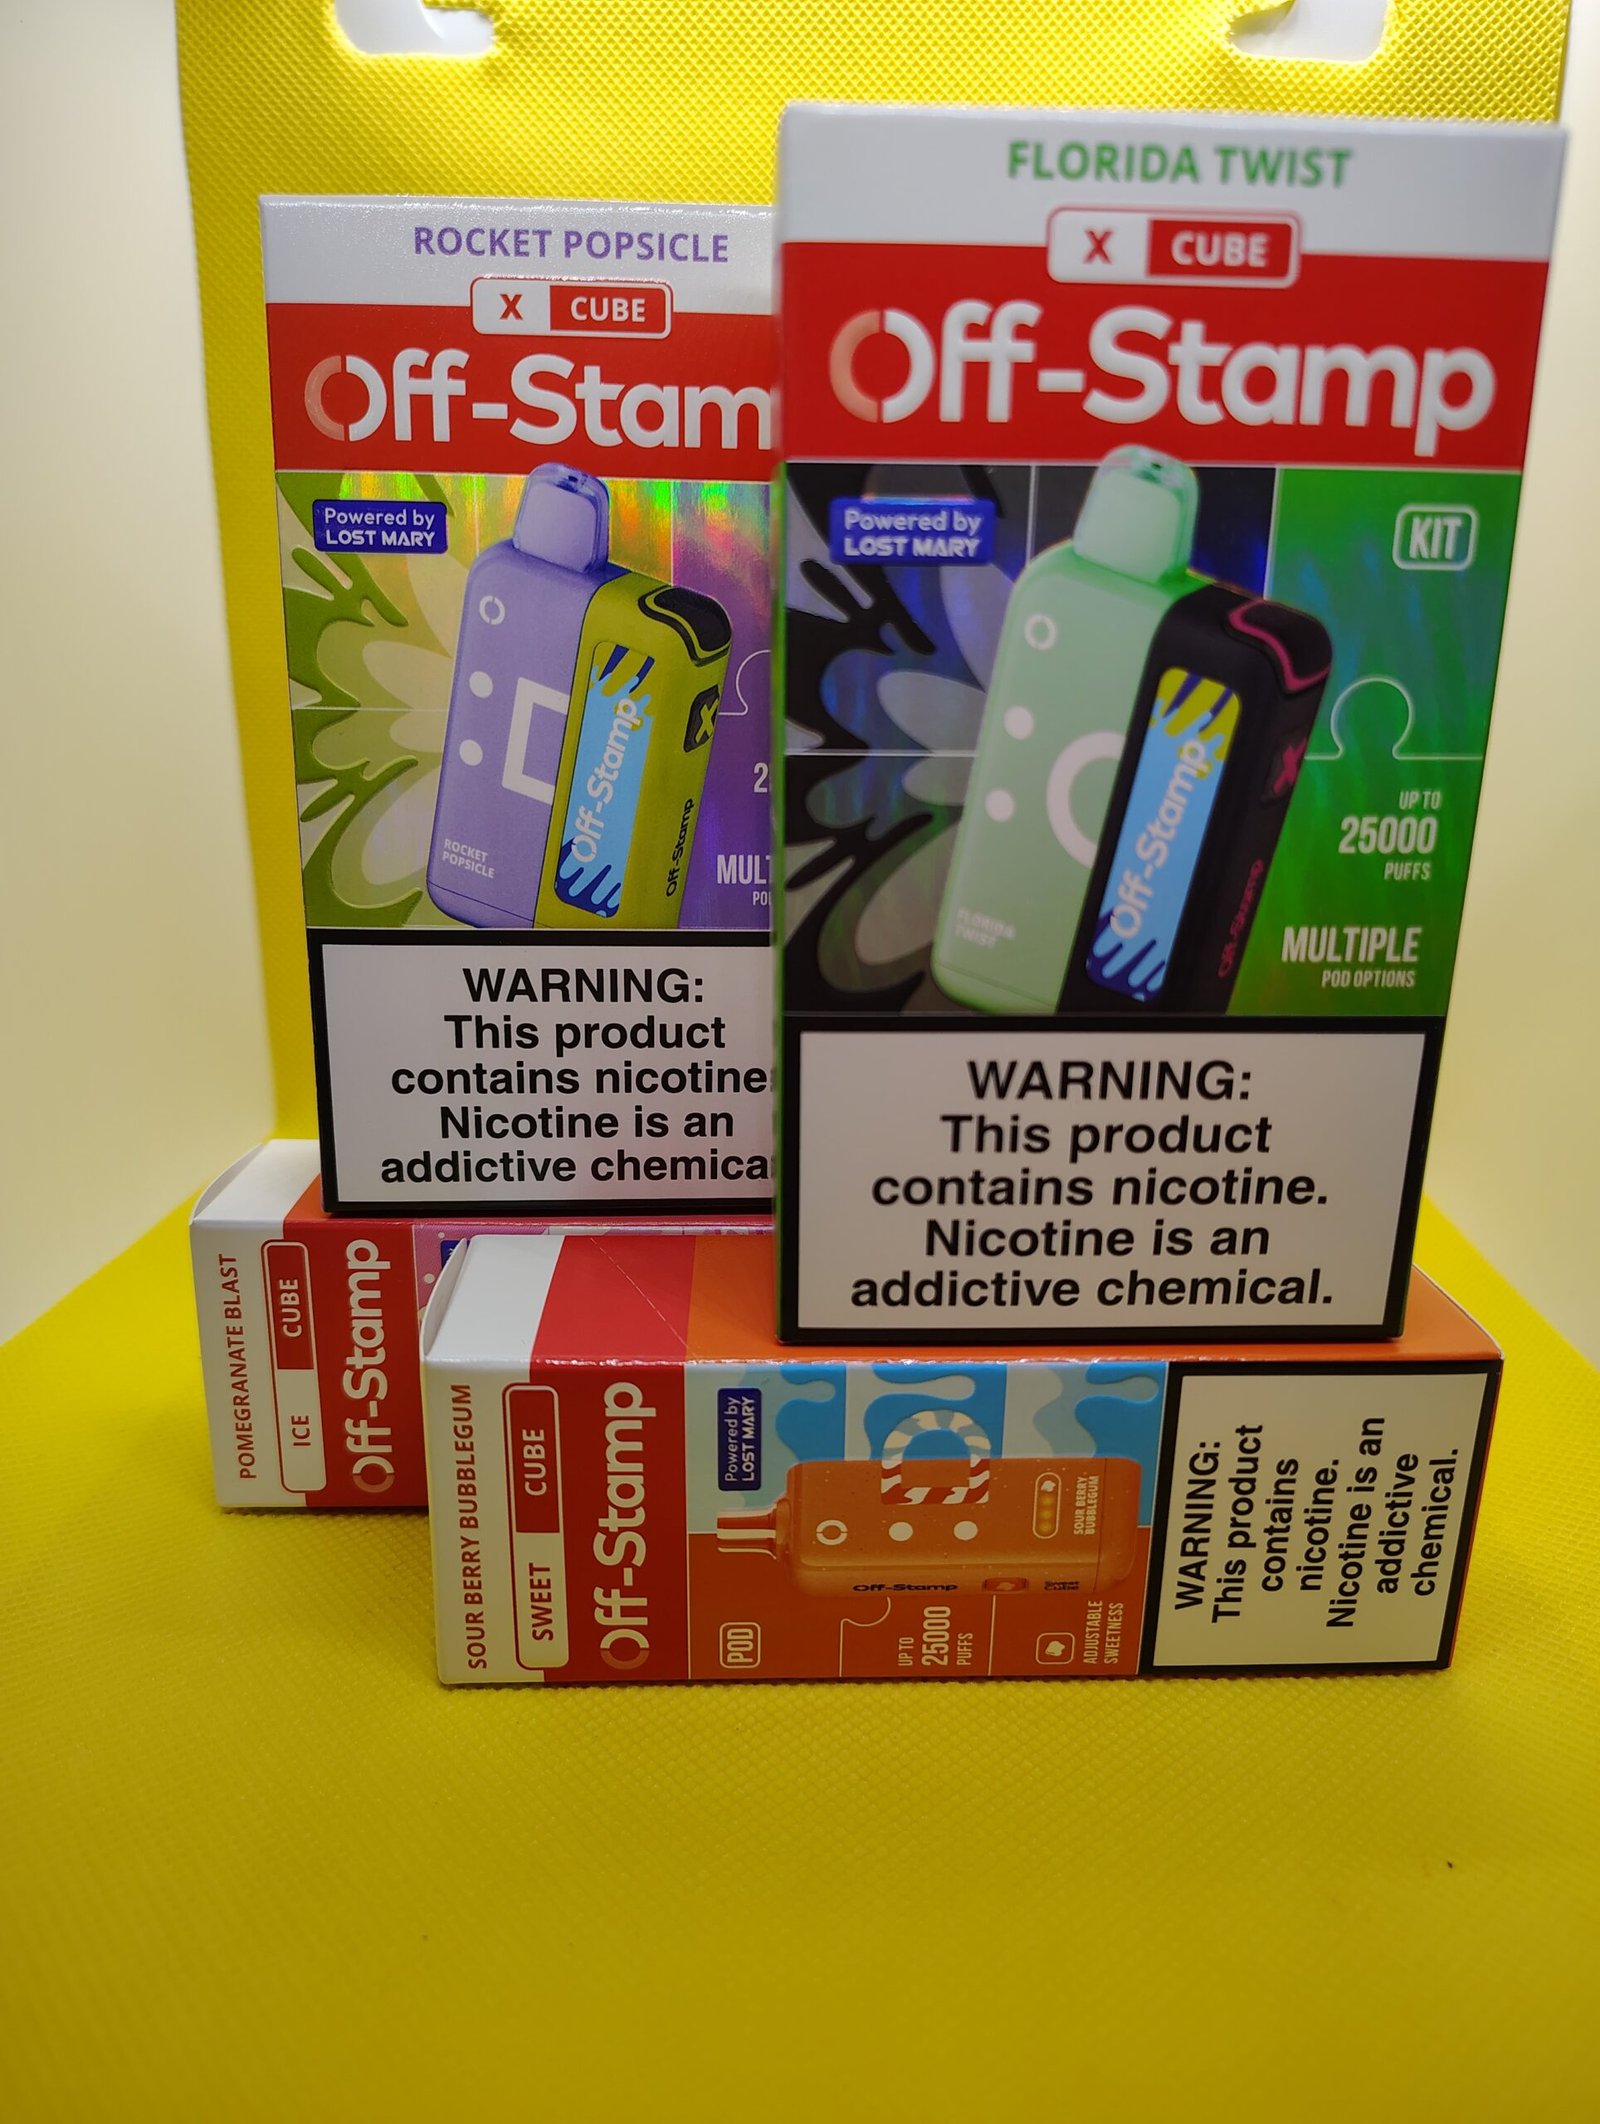 ROCKET POPSICLE
X CUBE
Off-Stam
Powered by
LOST MARY
Off-Stamp
X
Off-Stamp
ROCKET
POPSICLE
MUL
WARNING:
This product
contains nicotine
Nicotine is an
addictive chemica
FLORIDA TWIST
X CUBE
Off-Stamp
Powered by
LOST MARY
KIT
Off-Stamp
X
Off-Stamp
FLORIDA
TWIST
UP TO
25000
PUFFS
MULTIPLE
POD OPTIONS
WARNING:
This product
contains nicotine.
Nicotine is an
addictive chemical.
POMEGRANATE BLAST
ICE CUBE
Off-Stamp
SOUR BERRY BUBBLEGUM
SWEET CUBE
Off-Stamp
Powered by
LOST MARY
SOUR BERRY
BUBBLEGUM
Off-Stamp
Sweet
Cube
POD
UP TO
25000
PUFFS
ADJUSTABLE
SWEETNESS
WARNING:
This product
contains
nicotine.
Nicotine is an
addictive
chemical.